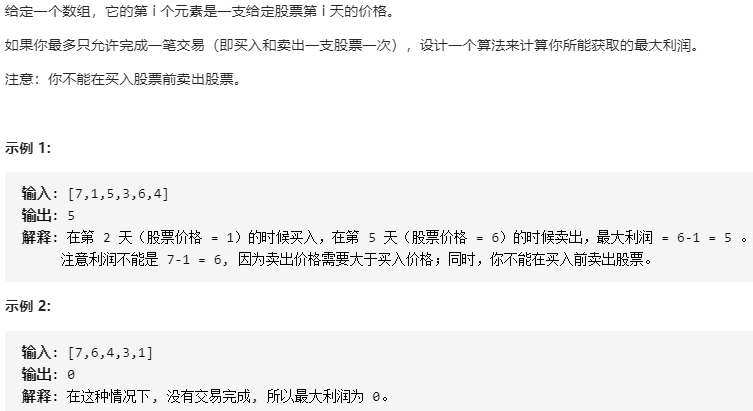 给定一个数组，它的第 i 个元素是一支给定股票第 i 天的价格。
如果你最多只允许完成一笔交易（即买入和卖出一支股票一次），设计一个算法来计算你所能获取的最大利润。
注意：你不能在买入股票前卖出股票。
示例 1:
输入: [7,1,5,3,6,4]
输出: 5
解释: 在第 2 天（股票价格 = 1）的时候买入，在第 5 天（股票价格 = 6）的时候卖出，最大利润 = 6-1 = 5 。
注意利润不能是 7-1 = 6, 因为卖出价格需要大于买入价格；同时，你不能在买入前卖出股票。
示例 2:
输入: [7,6,4,3,1]
输出: 0
解释: 在这种情况下, 没有交易完成, 所以最大利润为 0。